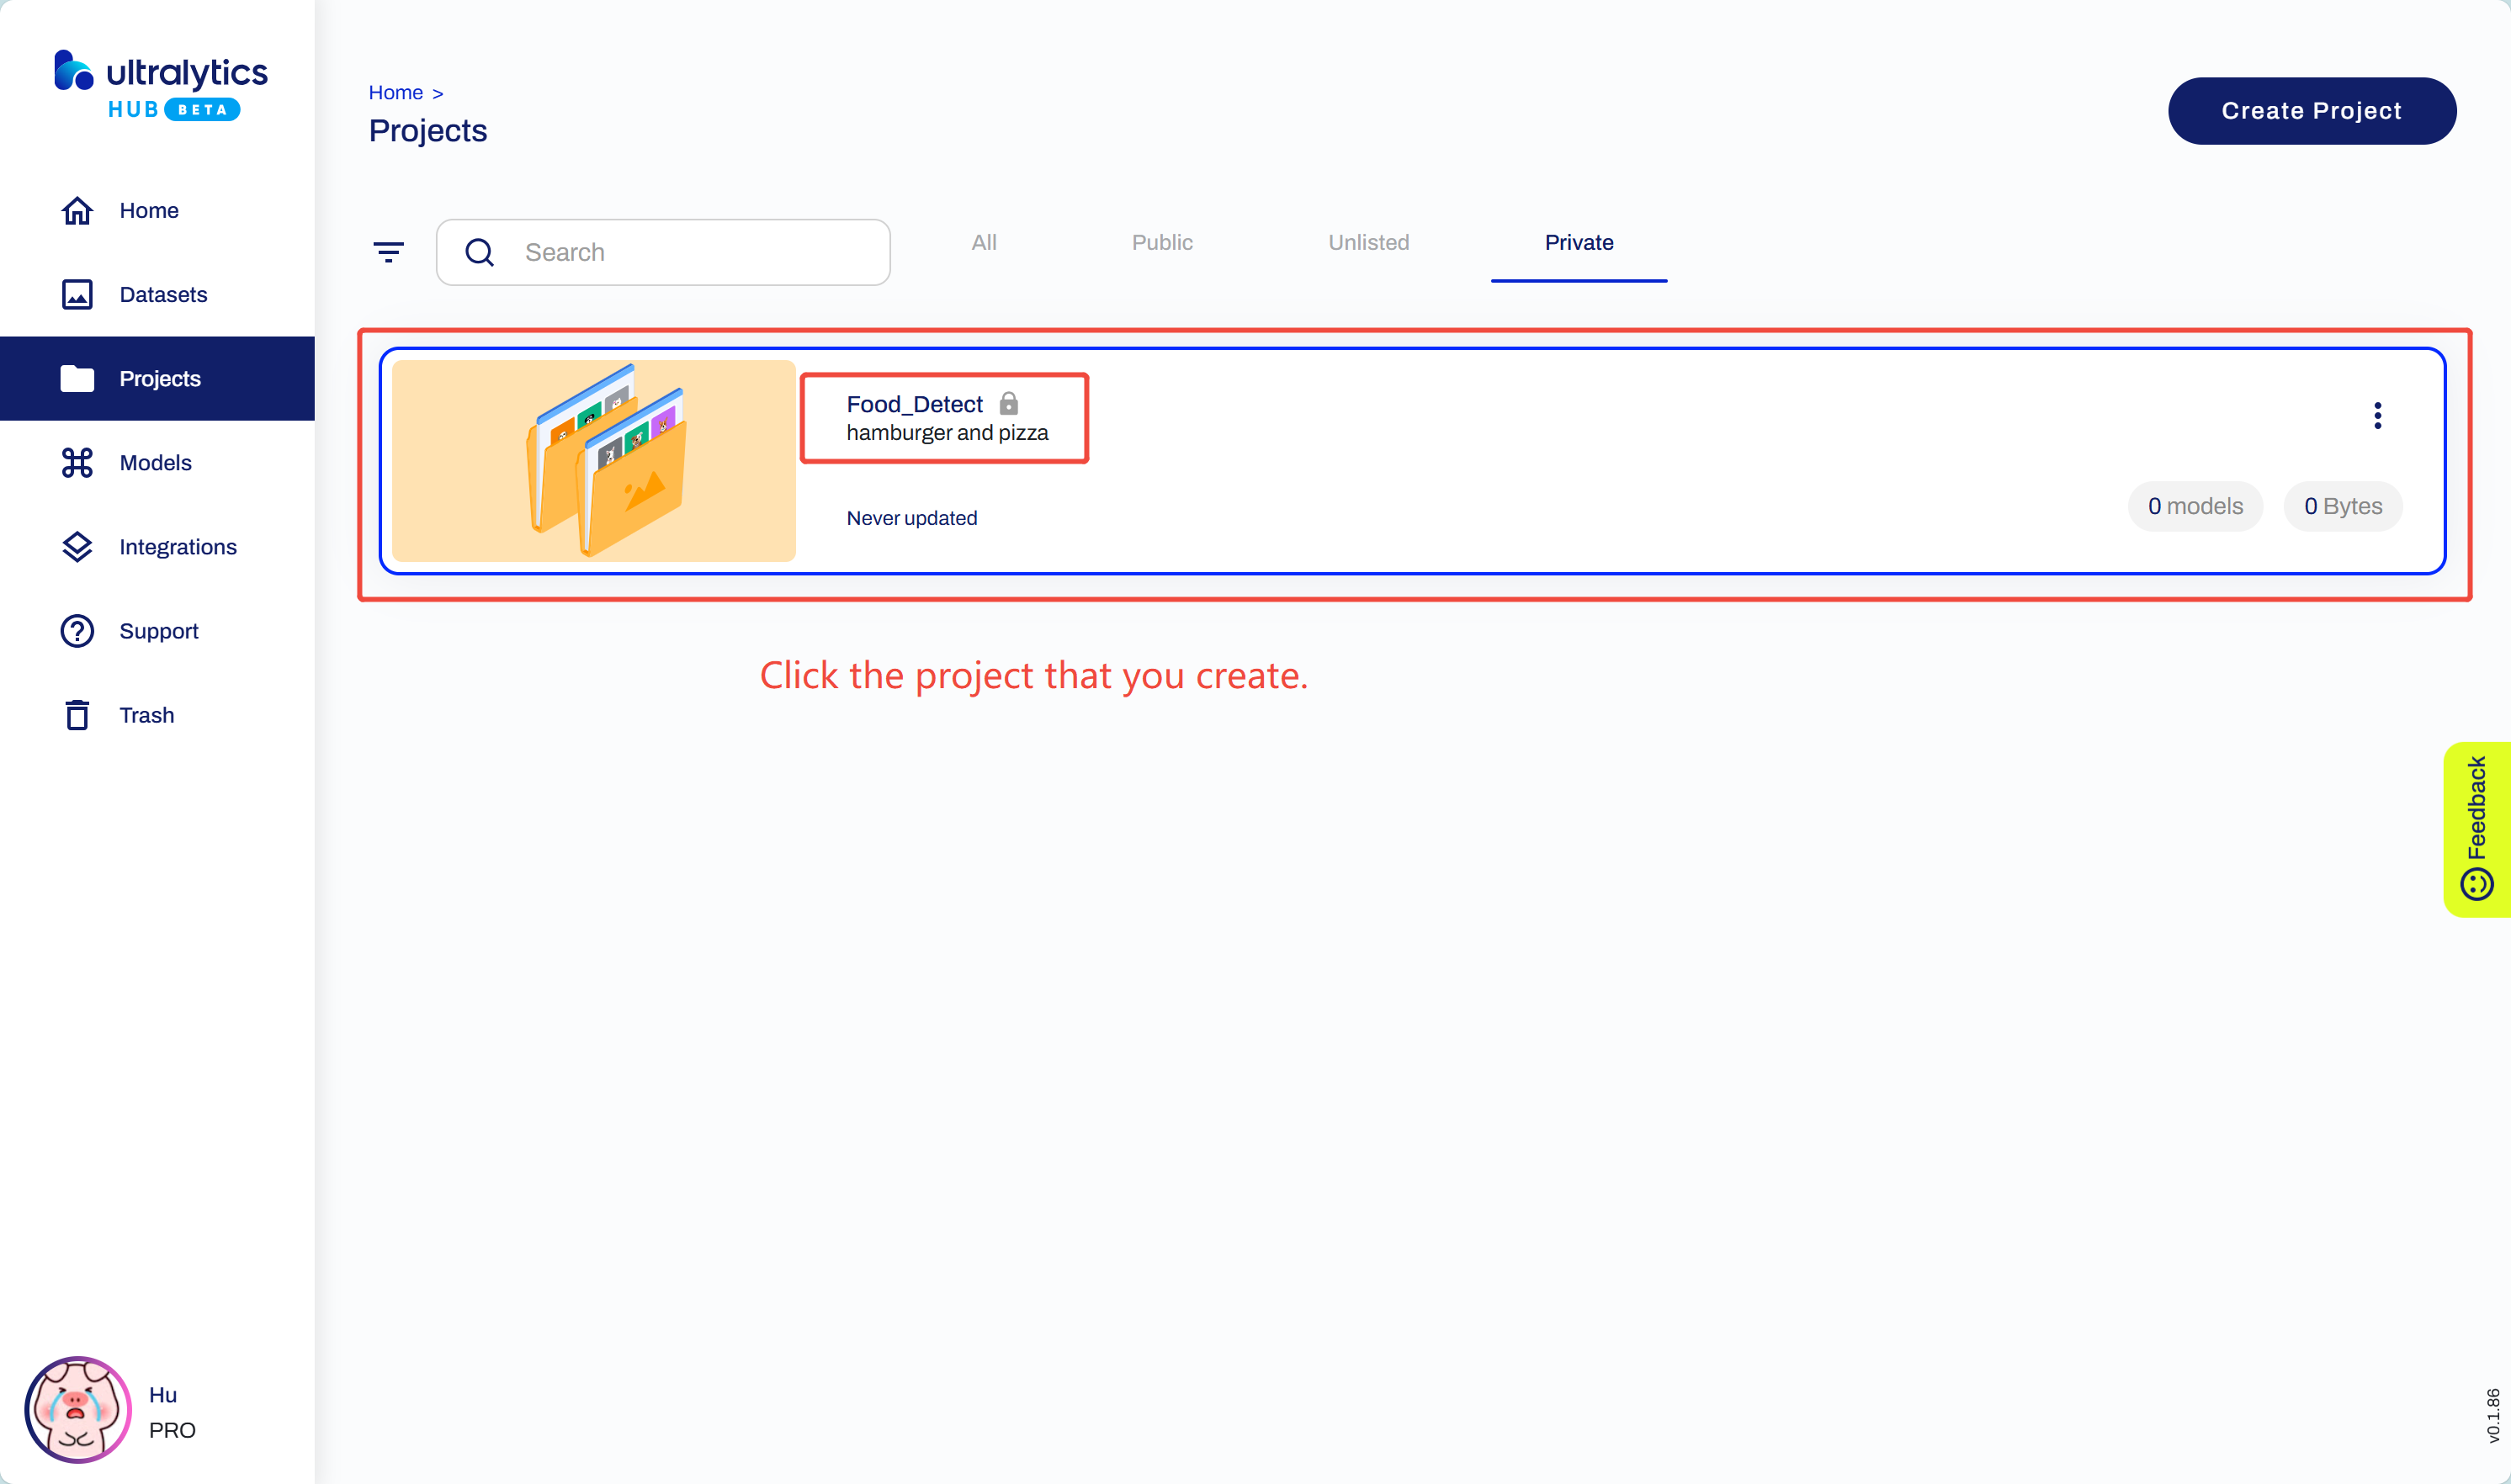 ultralytics
HUB BETA
Home
Datasets
Projects
Models
Integrations
Support
Trash
Hu
PRO
Home >
Projects
Create Project
Search
All
Public
Unlisted
Private
Food_Detect
hamburger and pizza
Never updated
0 models
0 Bytes
Click the project that you create.
Feedback
v0.1.86